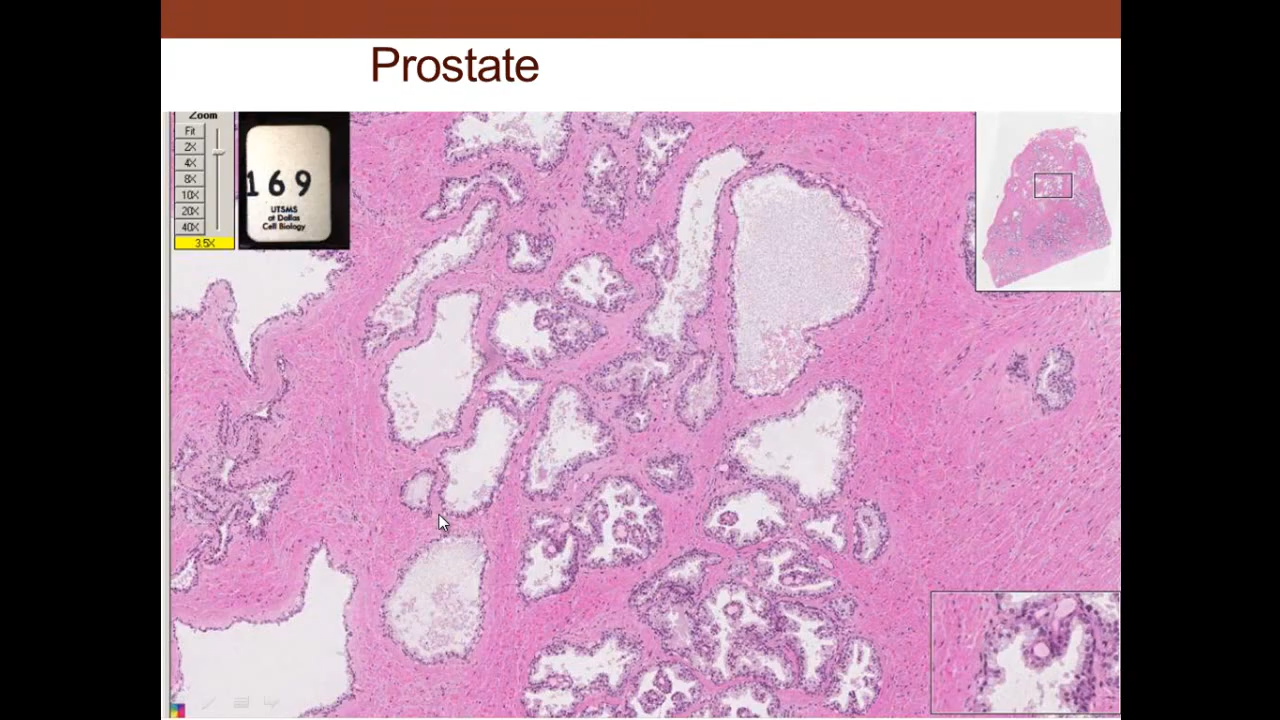 Prostate
Zoom
Fit
2X
4X
8X
10X
20X
40X
3.5X
169
UTSMS
at Dallas
Cell Biology